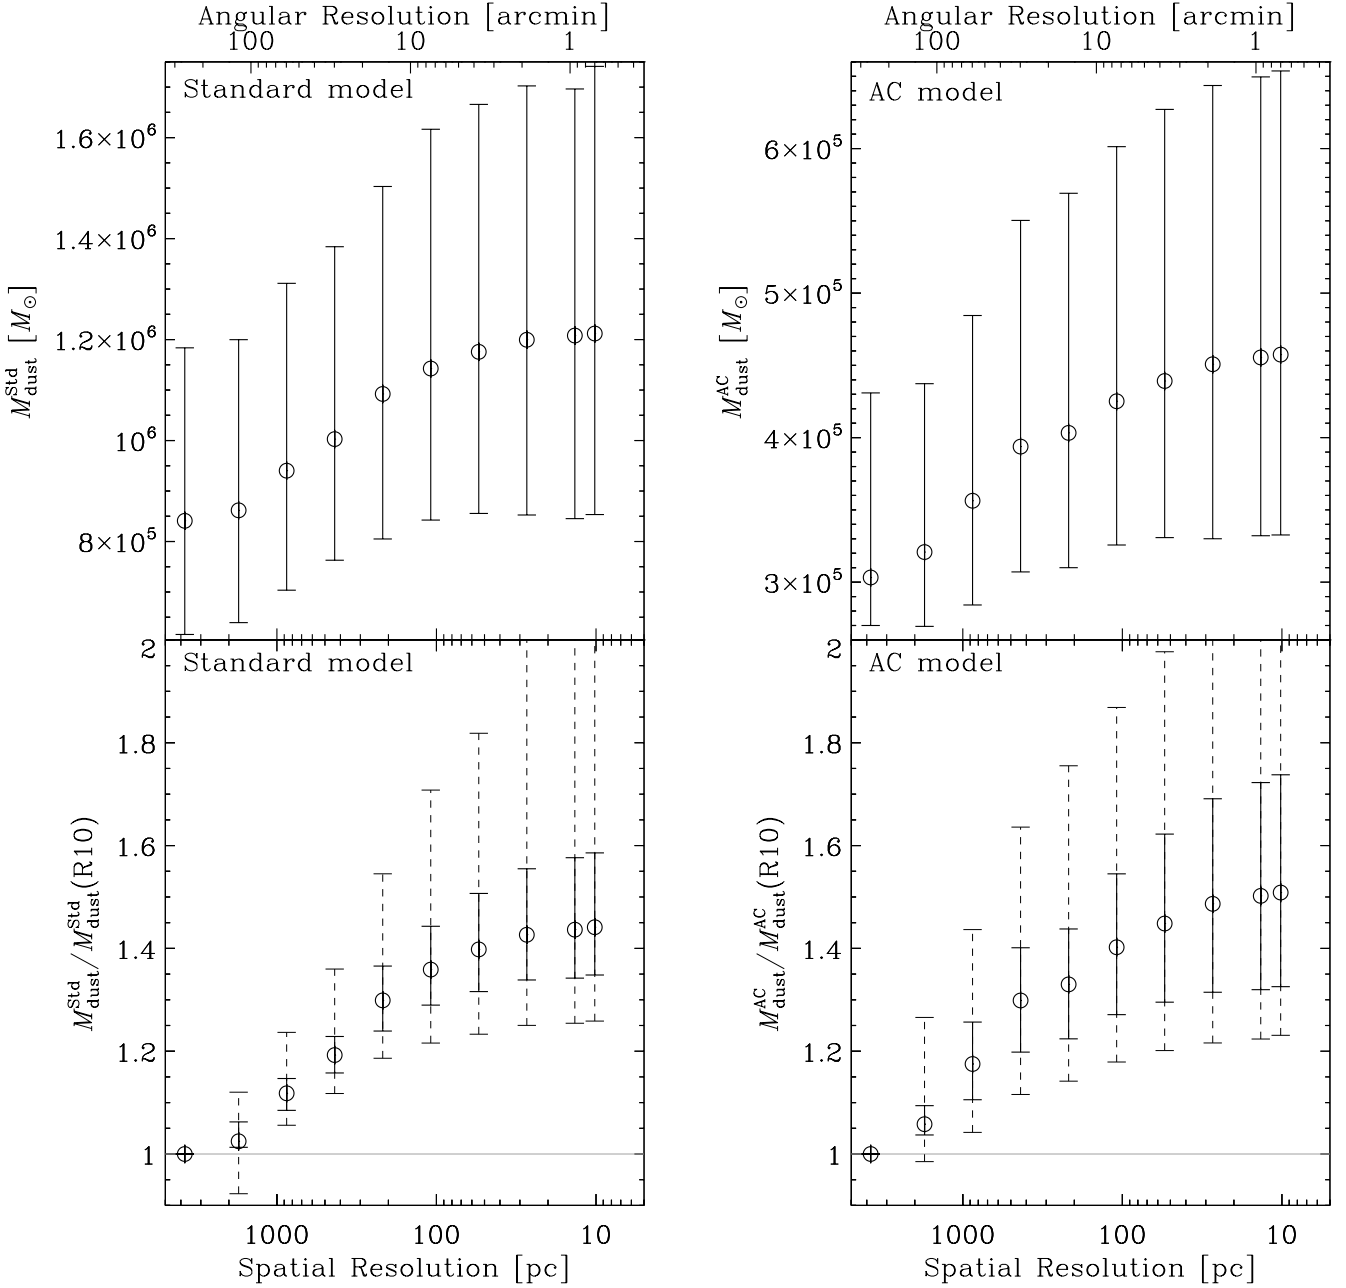 Angular Resolution [arcmin]
100 10 1
Standard model
1.6×10⁶
1.4×10⁶
1.2×10⁶
10⁶
8×10⁵
M^Std_dust [M⊙]
Angular Resolution [arcmin]
100 10 1
AC model
6×10⁵
5×10⁵
4×10⁵
3×10⁵
M^AC_dust [M⊙]
Standard model
2
1.8
1.6
1.4
1.2
1
M^Std_dust/M^Std_dust(R10)
1000 100 10
Spatial Resolution [pc]
AC model
2
1.8
1.6
1.4
1.2
1
M^AC_dust/M^AC_dust(R10)
1000 100 10
Spatial Resolution [pc]